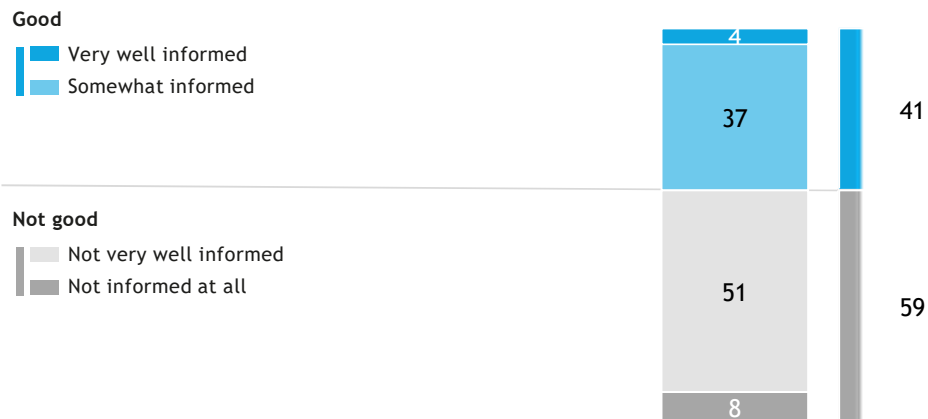 Good
Very well informed
Somewhat informed
4
37
41
Not good
Not very well informed
Not informed at all
51
59
8